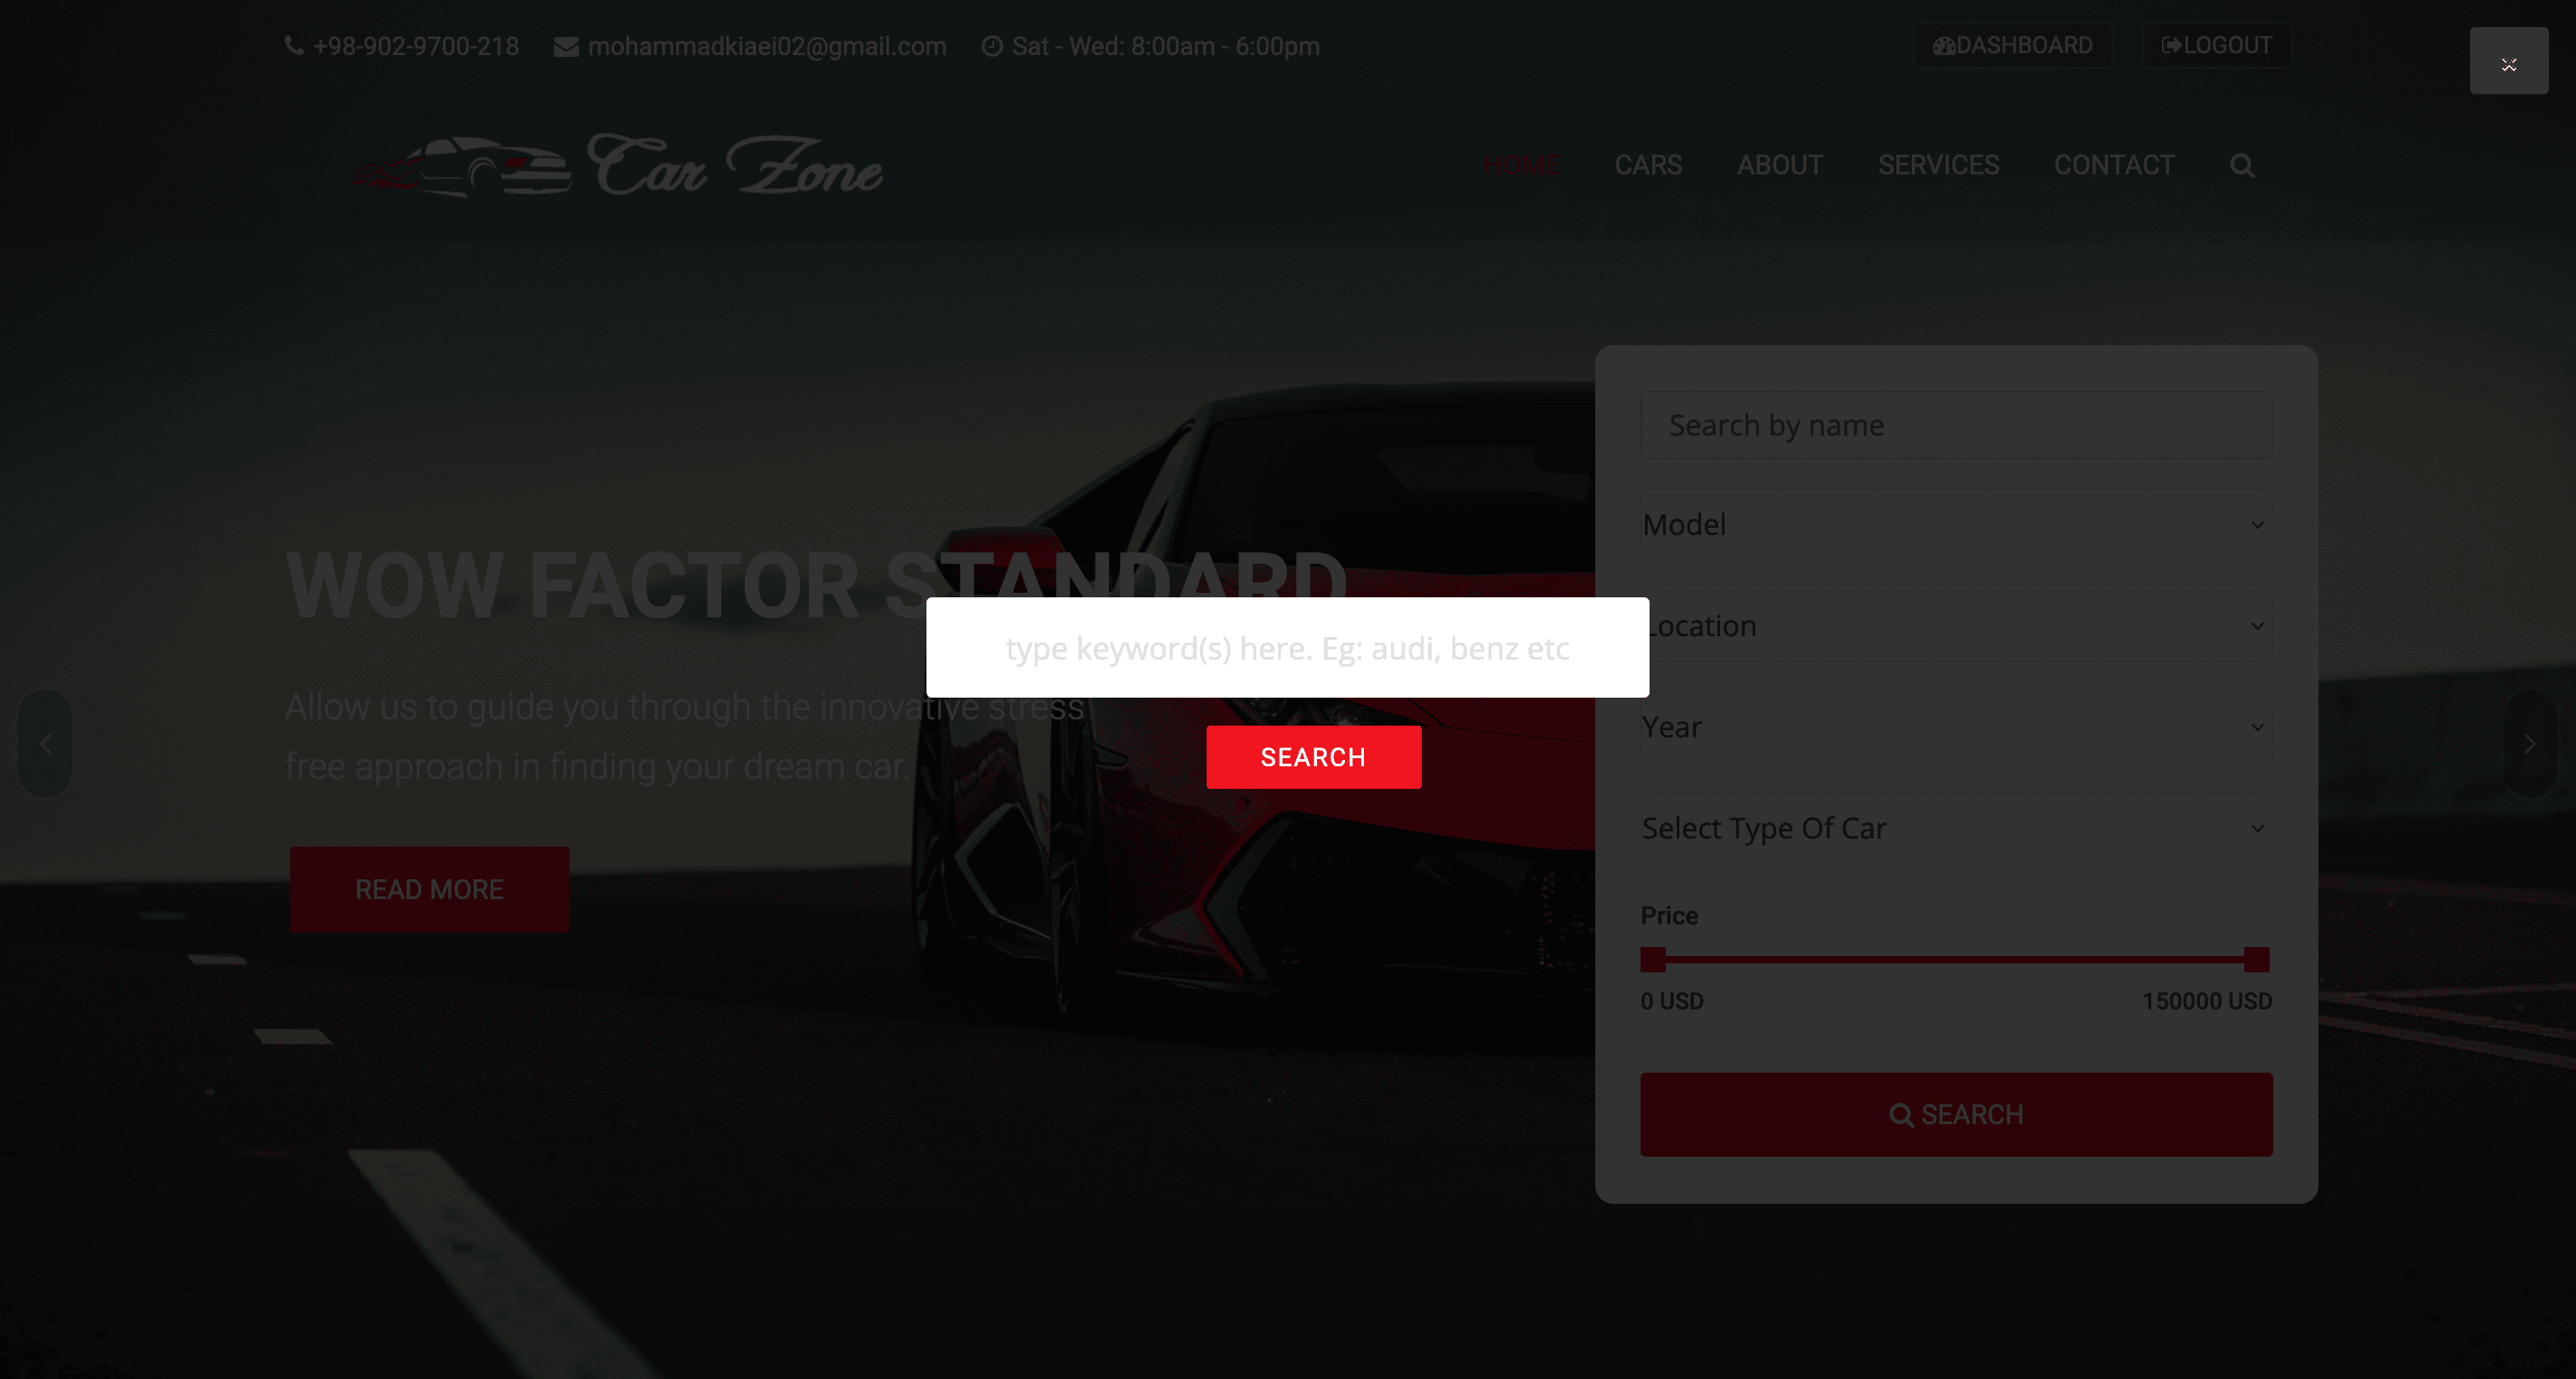 +98-902-9700-218 mohammadkiaei02@gmail.com Sat - Wed: 8:00am - 6:00pm DASHBOARD LOGOUT
Car Zone HOME CARS ABOUT SERVICES CONTACT
WOW FACTOR STANDARD
Allow us to guide you through the innovative stress
free approach in finding your dream car.
READ MORE
type keyword(s) here. Eg: audi, benz etc
SEARCH
Search by name
Model
Location
Year
Select Type Of Car
Price
0 USD 150000 USD
SEARCH